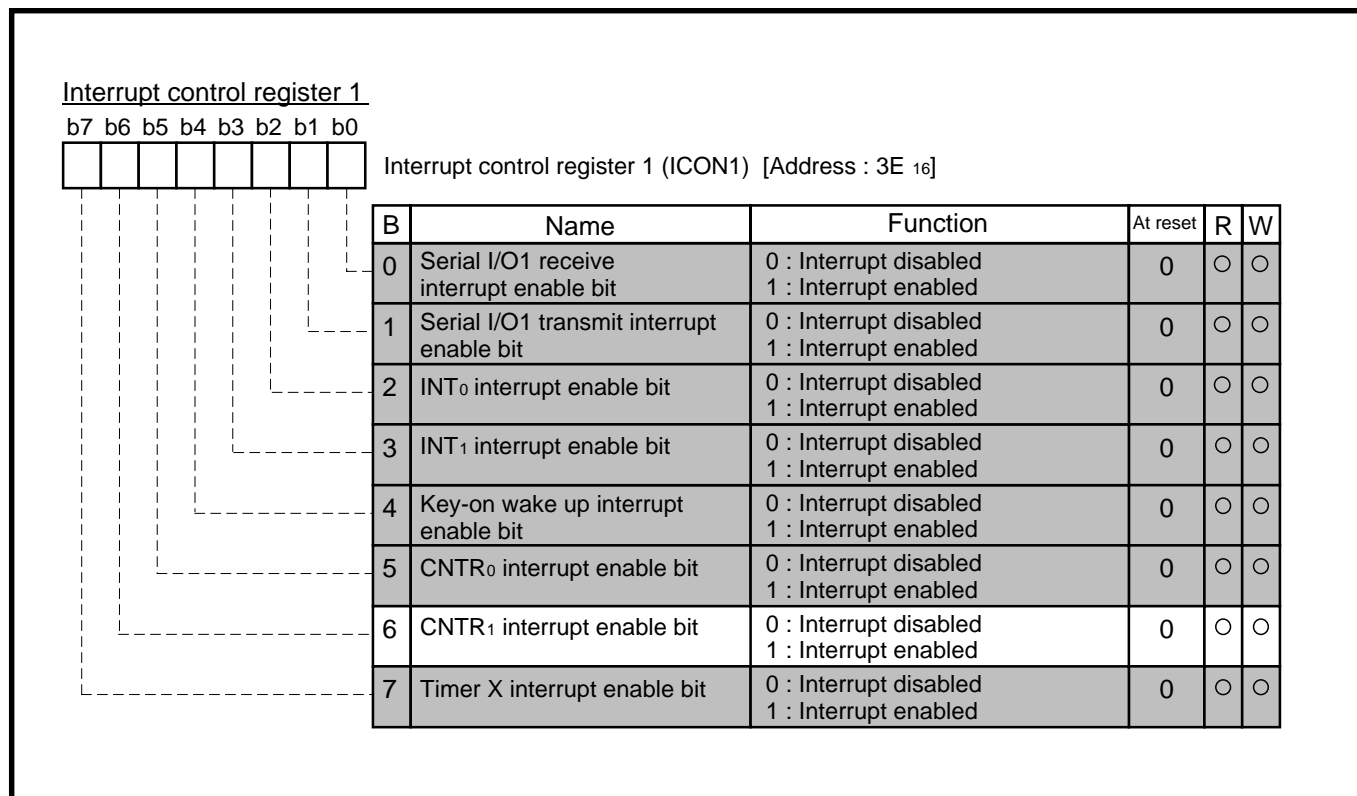 Interrupt control register 1
b7 b6 b5 b4 b3 b2 b1 b0
Interrupt control register 1 (ICON1) [Address : 3E 16]
B Name Function At reset R W
0 Serial I/O1 receive interrupt enable bit 0 : Interrupt disabled 0 ○ ○
1 : Interrupt enabled
1 Serial I/O1 transmit interrupt enable bit 0 : Interrupt disabled 0 ○ ○
1 : Interrupt enabled
2 INT0 interrupt enable bit 0 : Interrupt disabled 0 ○ ○
1 : Interrupt enabled
3 INT1 interrupt enable bit 0 : Interrupt disabled 0 ○ ○
1 : Interrupt enabled
4 Key-on wake up interrupt enable bit 0 : Interrupt disabled 0 ○ ○
1 : Interrupt enabled
5 CNTR0 interrupt enable bit 0 : Interrupt disabled 0 ○ ○
1 : Interrupt enabled
6 CNTR1 interrupt enable bit 0 : Interrupt disabled 0 ○ ○
1 : Interrupt enabled
7 Timer X interrupt enable bit 0 : Interrupt disabled 0 ○ ○
1 : Interrupt enabled